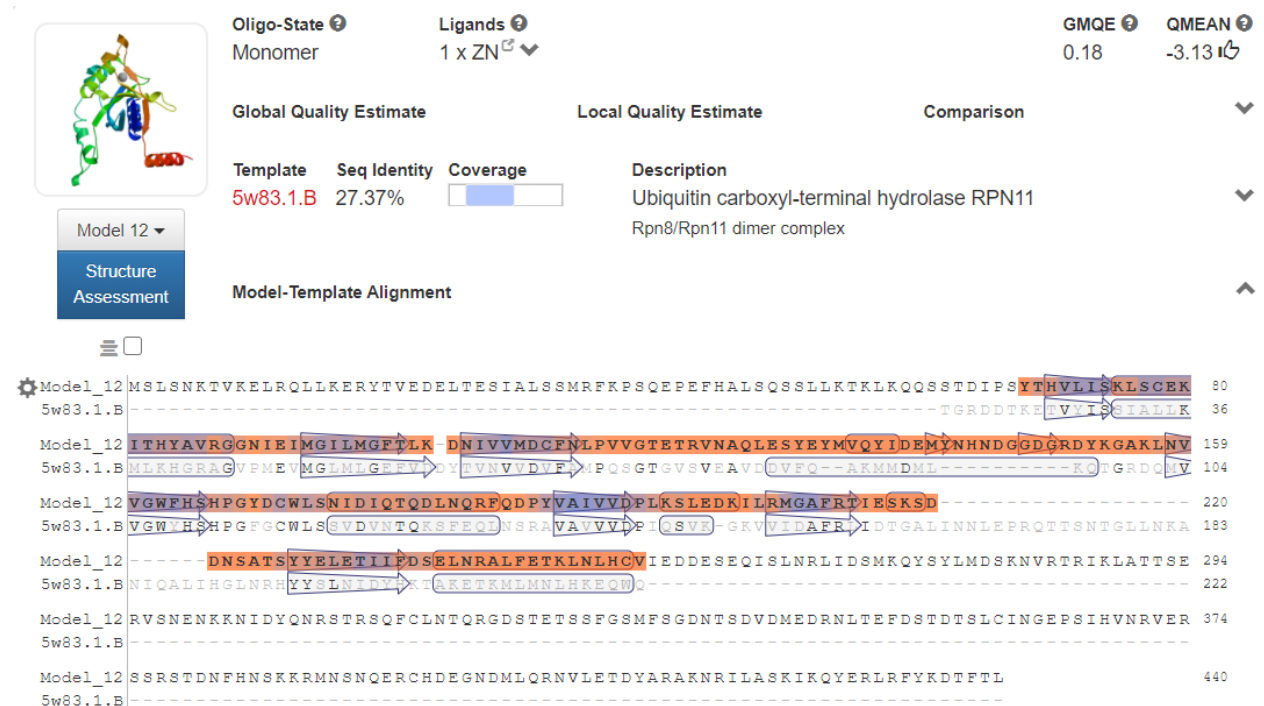 Oligo-State
Ligands
GMQE
QMEAN
Monomer
1 x ZN
0.18
-3.13
Global Quality Estimate
Local Quality Estimate
Comparison
Template
Seq Identity
Coverage
Description
5w83.1.B
27.37%
Ubiquitin carboxyl-terminal hydrolase RPN11
Rpn8/Rpn11 dimer complex
Model 12
Structure
Assessment
Model-Template Alignment
Model_12 MSLSNKTVKELRQLLKERYTVEDELTESIALSSMRFKPSQEPEFHALSQSSLLKTKLKQQSSTDIPSYTHVLISKLSCEK 80
5w83.1.B -------------------------------------------------------------TGRDDTKETVYISSIALLK 36
Model_12 ITHYAVRGGNIEIMGILMGFTLK-DNIVVMDCFNLPVVGTETRVNAQLESYEYMVQYIDEMYNHNDGGDGRDYKGAKLNV 159
5w83.1.B MLKHGRAGVPMEVMGLMLGEFVDDYTVNVVDVFAMPQSGTGVSVEAVDDVFQ--AKMMDML----------KQTGRDQMV 104
Model_12 VGWFHSHPGYDCWLSNIDIQTQDLNQRFQDPYVAIVVDPLKSLEDKILRMGAFRTIESKSD------------------- 220
5w83.1.B VGWYHSHPGFGCWLSSVDVNTQKSFEQLNSRAVAVVVDPIQSVK-GKVVIDAFRLIDTGALINNLEPRQTTSNTGLLNKA 183
Model_12 ------DNSATSYYELETIIFDSELNRALFETKLNLHCVIEDDESEQISLNRLIDSMKQYSYLMDSKNVRTRIKLATTSE 294
5w83.1.B NIQALIHGLNRHYYSLNIDYHKTAKETKMLMNLHKEQWQ----------------------------------------- 222
Model_12 RVSNENKKNIDYQNRSTRSQFCLNTQRGDSTETSSFGSMFSGDNTSDVDMEDRNLTEFDSTDTSLCINGEPSIHVNRVER 374
5w83.1.B --------------------------------------------------------------------------------
Model_12 SSRSTDNFHNSKKRMNSNQERCHDEGNDMLQRNVLETDYARAKNRILASKIKQYERLRFYKDTFTL 440
5w83.1.B ------------------------------------------------------------------